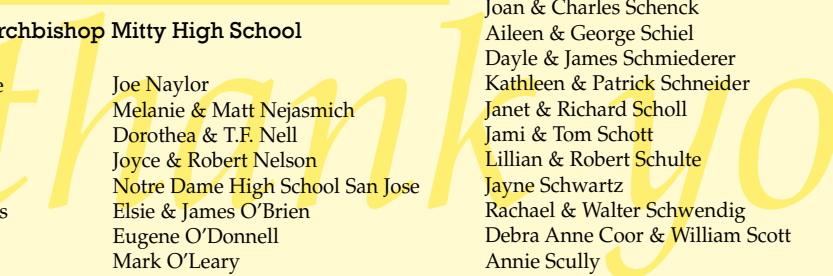 rchbishop Mitty High School
e
s
Joe Naylor
Melanie & Matt Nejasmich
Dorothea & T.F. Nell
Joyce & Robert Nelson
Notre Dame High School San Jose
Elsie & James O’Brien
Eugene O’Donnell
Mark O’Leary
Joan & Charles Schenck
Aileen & George Schiel
Dayle & James Schmiederer
Kathleen & Patrick Schneider
Janet & Richard Scholl
Jami & Tom Schott
Lillian & Robert Schulte
Jayne Schwartz
Rachael & Walter Schwendig
Debra Anne Coor & William Scott
Annie Scully
thank yo